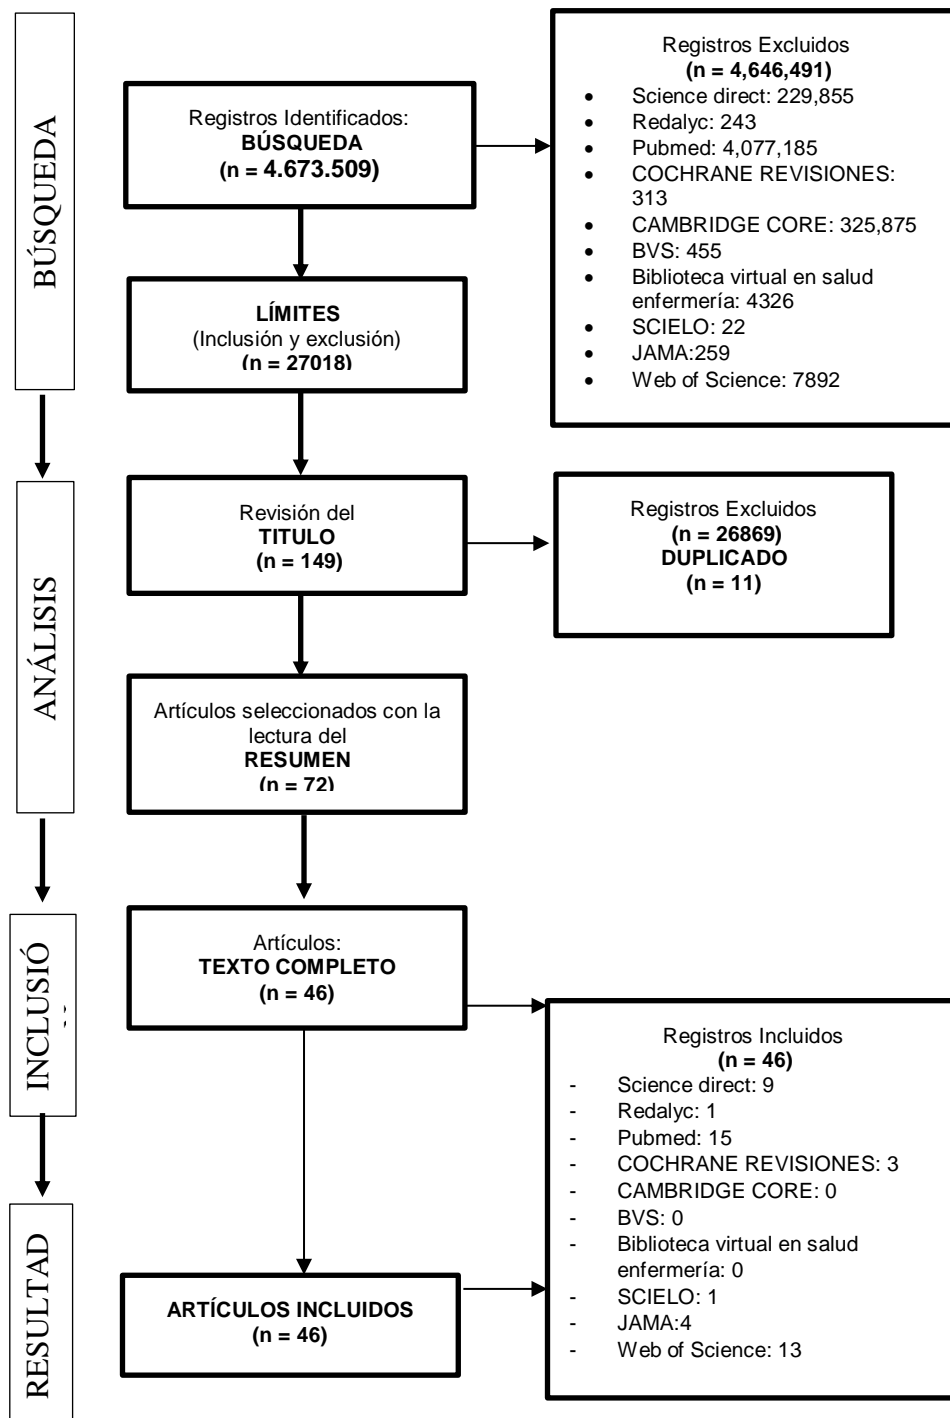 BÚSQUEDA
Registros Identificados:
BÚSQUEDA
(n = 4.673.509)
Registros Excluidos
(n = 4,646,491)
• Science direct: 229,855
• Redalyc: 243
• Pubmed: 4,077,185
• COCHRANE REVISIONES:
313
• CAMBRIDGE CORE: 325,875
• BVS: 455
• Biblioteca virtual en salud
enfermería: 4326
• SCIELO: 22
• JAMA:259
• Web of Science: 7892
LÍMITES
(Inclusión y exclusión)
(n = 27018)
ANÁLISIS
Revisión del
TITULO
(n = 149)
Registros Excluidos
(n = 26869)
DUPLICADO
(n = 11)
Artículos seleccionados con la
lectura del
RESUMEN
(n = 72)
INCLUSIÓ
Artículos:
TEXTO COMPLETO
(n = 46)
Registros Incluidos
(n = 46)
- Science direct: 9
- Redalyc: 1
- Pubmed: 15
- COCHRANE REVISIONES: 3
- CAMBRIDGE CORE: 0
- BVS: 0
- Biblioteca virtual en salud
enfermería: 0
- SCIELO: 1
- JAMA:4
- Web of Science: 13
RESULTAD
ARTÍCULOS INCLUIDOS
(n = 46)